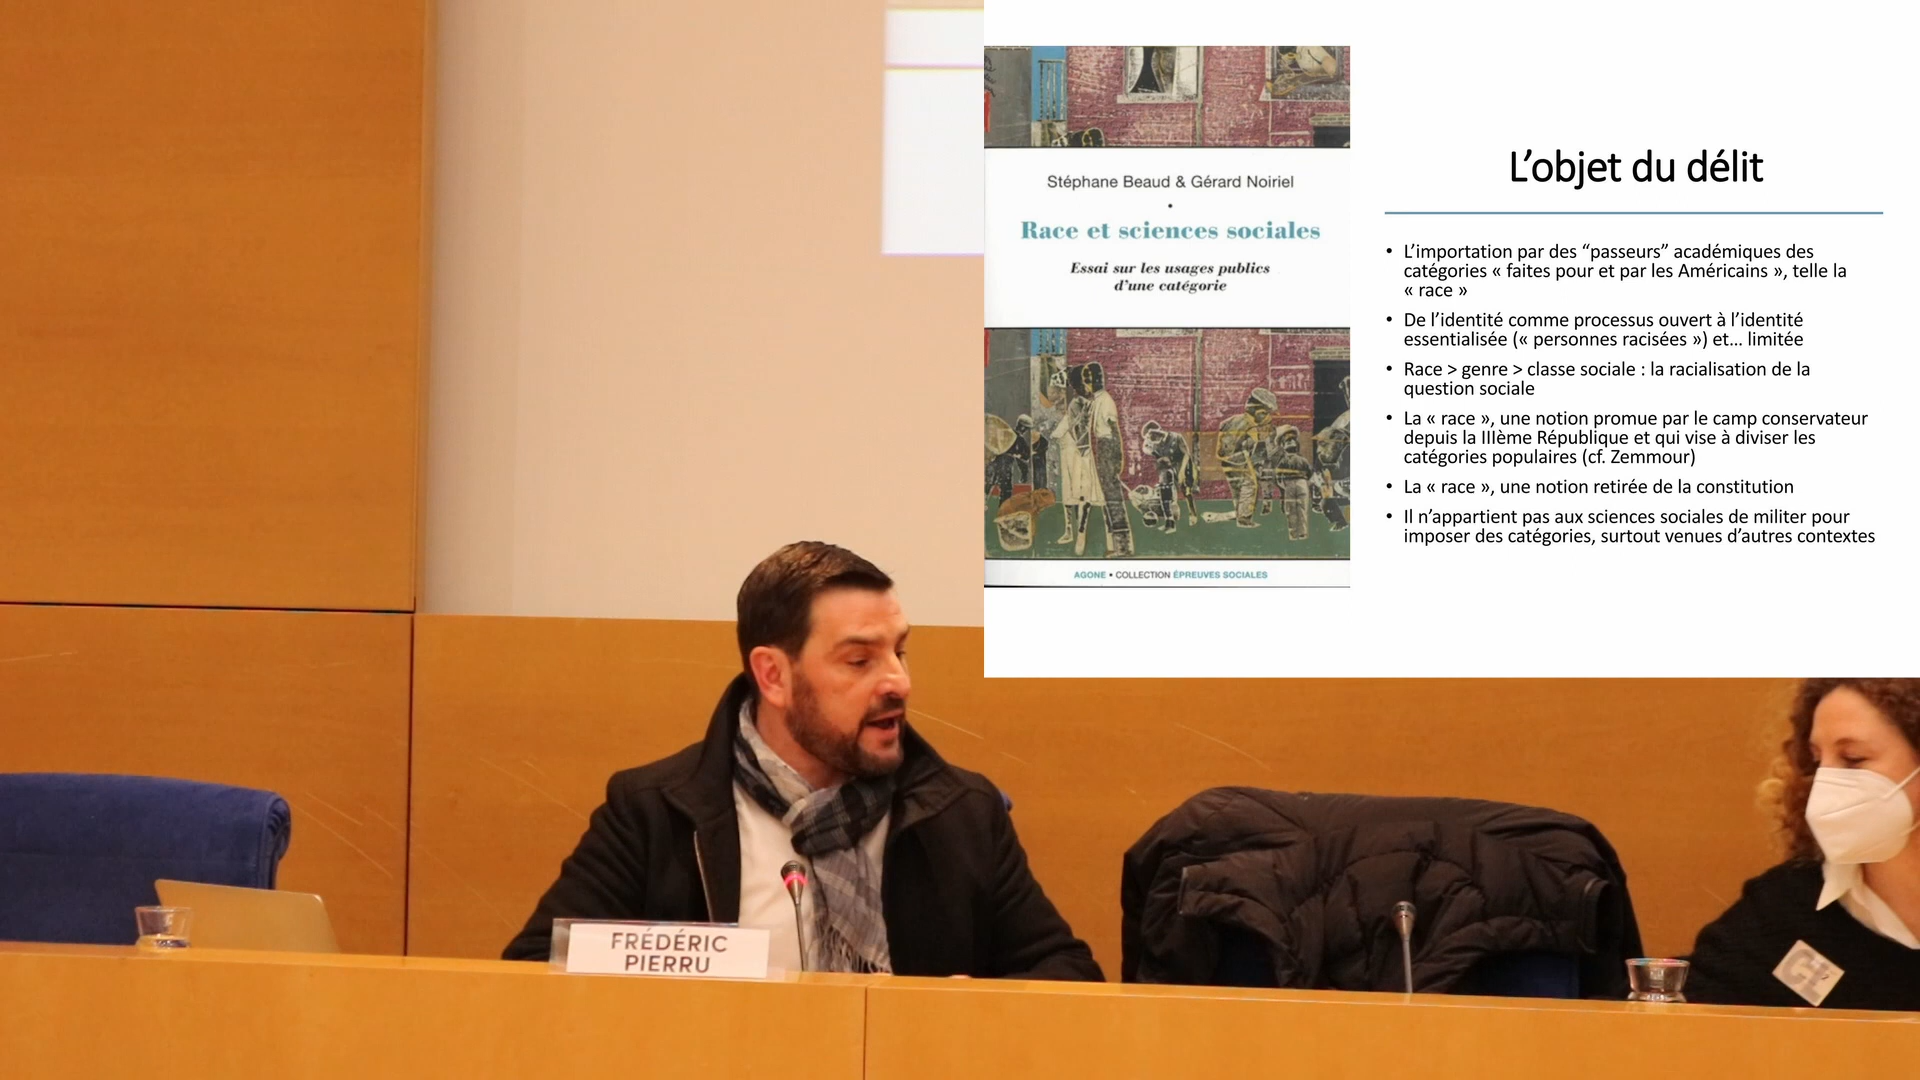 Stéphane Beaud & Gérard Noiriel
•
Race et sciences sociales
Essai sur les usages publics
d’une catégorie
AGONE • COLLECTION ÉPREUVES SOCIALES
L’objet du délit
• L’importation par des “passeurs” académiques des
catégories « faites pour et par les Américains », telle la
« race »
• De l’identité comme processus ouvert à l’identité
essentialisée (« personnes racisées ») et... limitée
• Race > genre > classe sociale : la racialisation de la
question sociale
• La « race », une notion promue par le camp conservateur
depuis la IIIème République et qui vise à diviser les
catégories populaires (cf. Zemmour)
• La « race », une notion retirée de la constitution
• Il n’appartient pas aux sciences sociales de militer pour
imposer des catégories, surtout venues d’autres contextes
FRÉDÉRIC
PIERRU